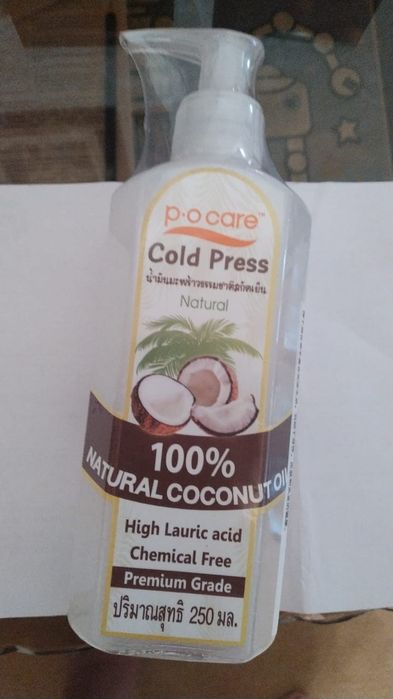 p·o care™
Cold Press
น้ำมันมะพร้าวธรรมชาติสกัดเย็น
Natural
100%
NATURAL COCONUT OIL
High Lauric acid
Chemical Free
Premium Grade
ปริมาณสุทธิ 250 มล.